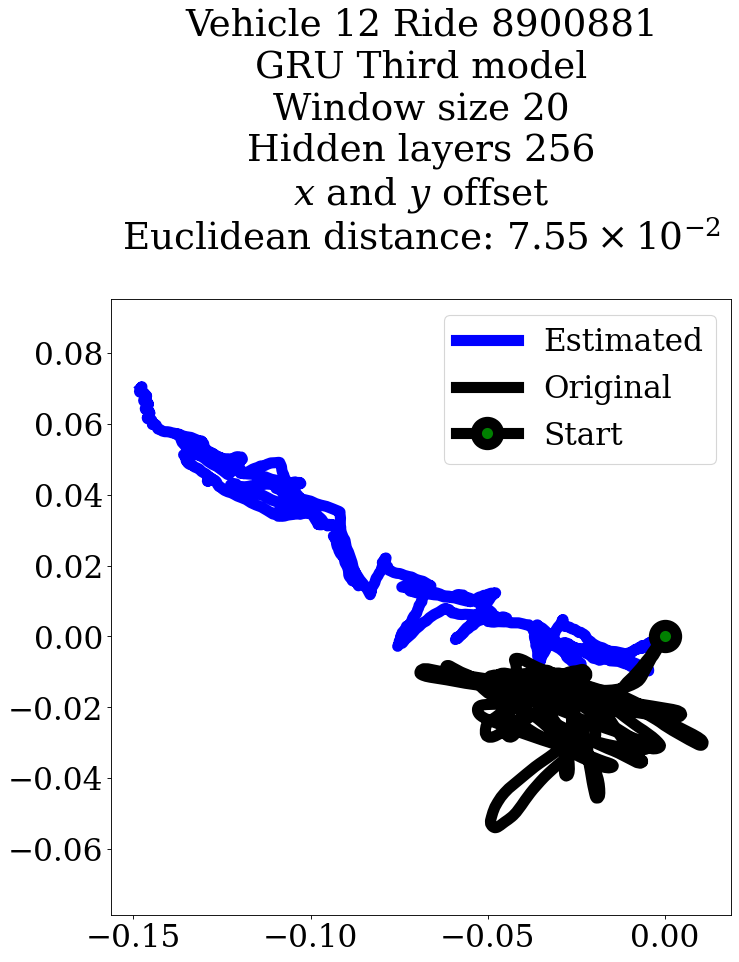 Vehicle 12 Ride 8900881
GRU Third model
Window size 20
Hidden layers 256
x and y offset
Euclidean distance: 7.55 × 10⁻²
Estimated
Original
Start
0.08
0.06
0.04
0.02
0.00
−0.02
−0.04
−0.06
−0.15 −0.10 −0.05 0.00